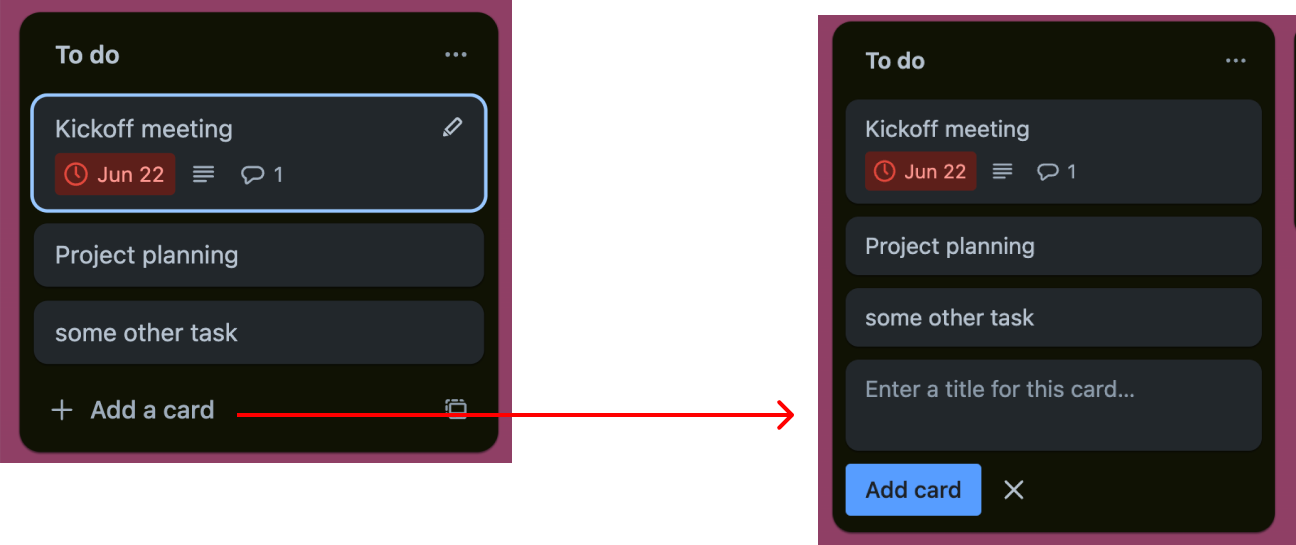 To do
Kickoff meeting
Jun 22 1
Project planning
some other task
Add a card
To do
Kickoff meeting
Jun 22 1
Project planning
some other task
Enter a title for this card...
Add card